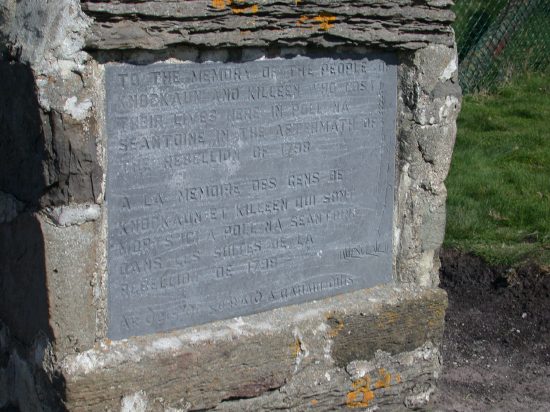 TO THE MEMORY OF THE PEOPLE
KNOCKAUN AND KILLEEN WHO LOST
THEIR LIVES HERE IN POLL NA
SEANTOINE IN THE AFTERMATH OF
THE REBELLION OF 1798
A LA MEMOIRE DES GENS DE
KNOCKAUN ET KILLEEN QUI SONT
MORTS ICI A POLL NA SEANTOINE
DANS LES SUITES DE LA
REBELLIO DE 1798